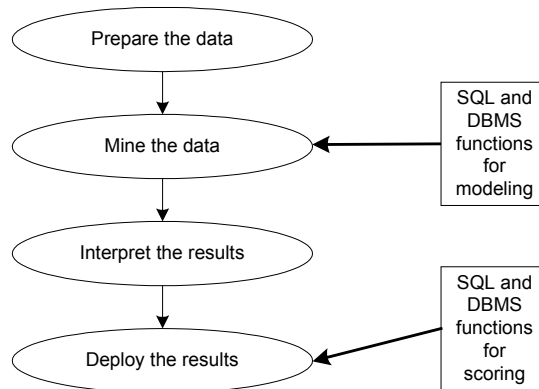 Prepare the data
Mine the data
SQL and
DBMS
functions
for
modeling
Interpret the results
Deploy the results
SQL and
DBMS
functions
for
scoring